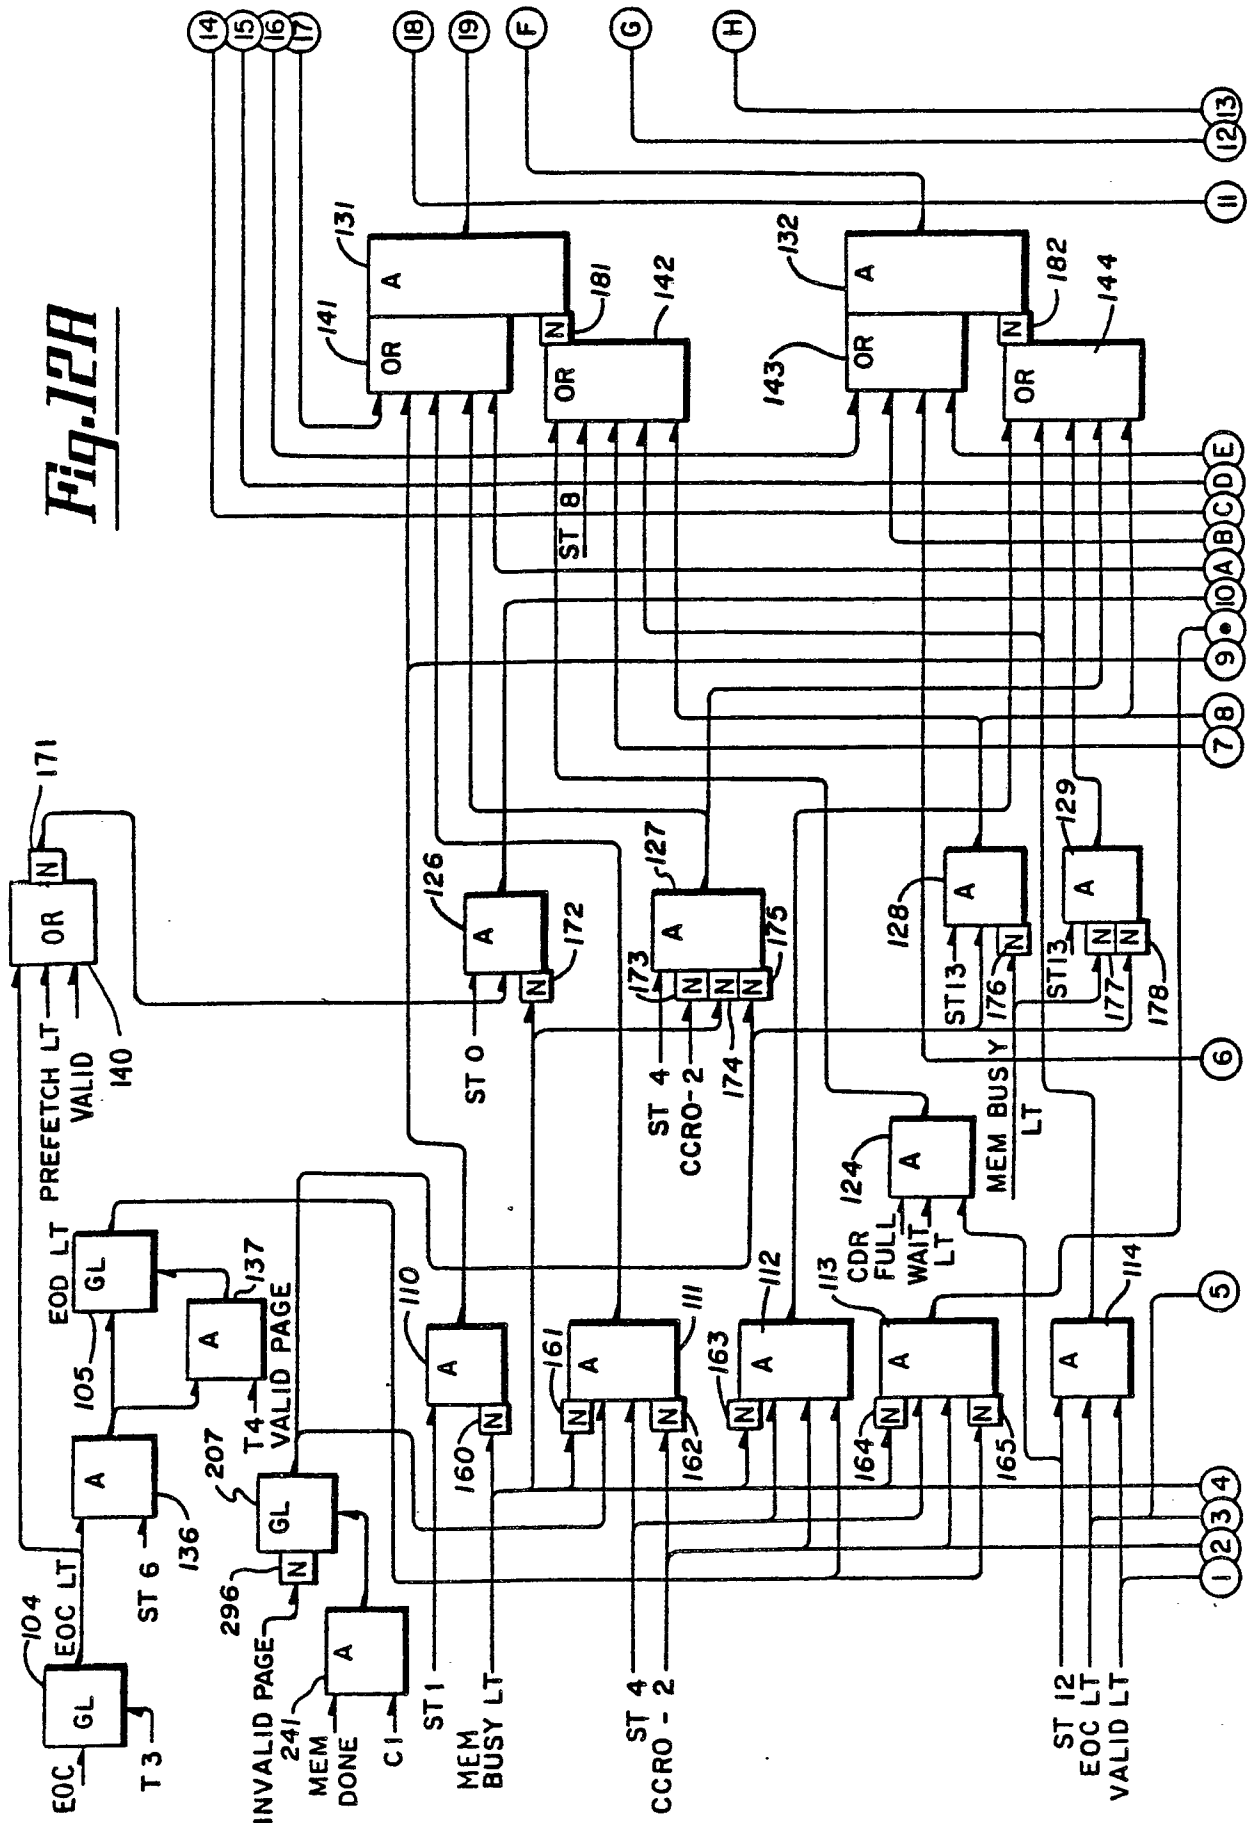 Fig.12A
EOC
T3
GL
104
EOC LT
ST 6
A
136
105
GL
EOD LT
A
137
T4
VALID PAGE
PREFETCH LT
VALID
OR
140
N
171
INVALID PAGE
296
N
GL
207
241
MEM
DONE
C1
A
ST1
MEM
BUSY LT
160
N
A
110
ST 4
CCRO-2
161
N
A
111
N
162
163
N
A
112
164
N
A
113
N
165
ST 12
EOC LT
VALID LT
A
114
ST 0
A
126
N
172
ST 4
CCRO-2
173
N
N
N
174
175
A
127
CDR
FULL
WAIT
LT
A
124
MEM BUSY
LT
ST13
A
128
176
N
ST13
A
129
N
N
177
178
ST 8
OR
141
A
131
N
181
OR
142
OR
143
A
132
N
182
OR
144
14
15
16
17
18
19
F
G
H
1
2
3
4
5
6
7
8
9
10
A
B
C
D
E
11
12
13